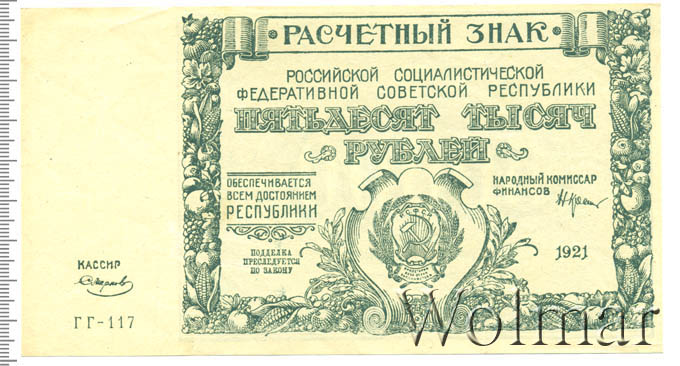 РАСЧЕТНЫЙ ЗНАК
РОССИЙСКОЙ СОЦИАЛИСТИЧЕСКОЙ
ФЕДЕРАТИВНОЙ СОВЕТСКОЙ РЕСПУБЛИКИ
ПЯТЬДЕСЯТ ТЫСЯЧ
РУБЛЕЙ
ОБЕСПЕЧИВАЕТСЯ
ВСЕМ ДОСТОЯНИЕМ
РЕСПУБЛИКИ
НАРОДНЫЙ КОМИССАР
ФИНАНСОВ
ПОДДЕЛКА
ПРЕСЛЕДУЕТСЯ
ПО ЗАКОНУ
1921
КАССИР
ГГ-117
Wolmar